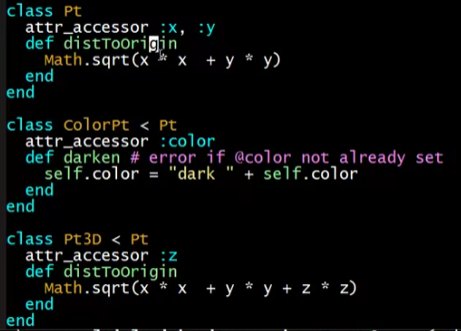 class Pt
  attr_accessor :x, :y
  def distToOrigin
    Math.sqrt(x * x  + y * y)
  end
end

class ColorPt < Pt
  attr_accessor :color
  def darken # error if @color not already set
    self.color = "dark " + self.color
  end
end

class Pt3D < Pt
  attr_accessor :z
  def distToOrigin
    Math.sqrt(x * x  + y * y + z * z)
  end
end